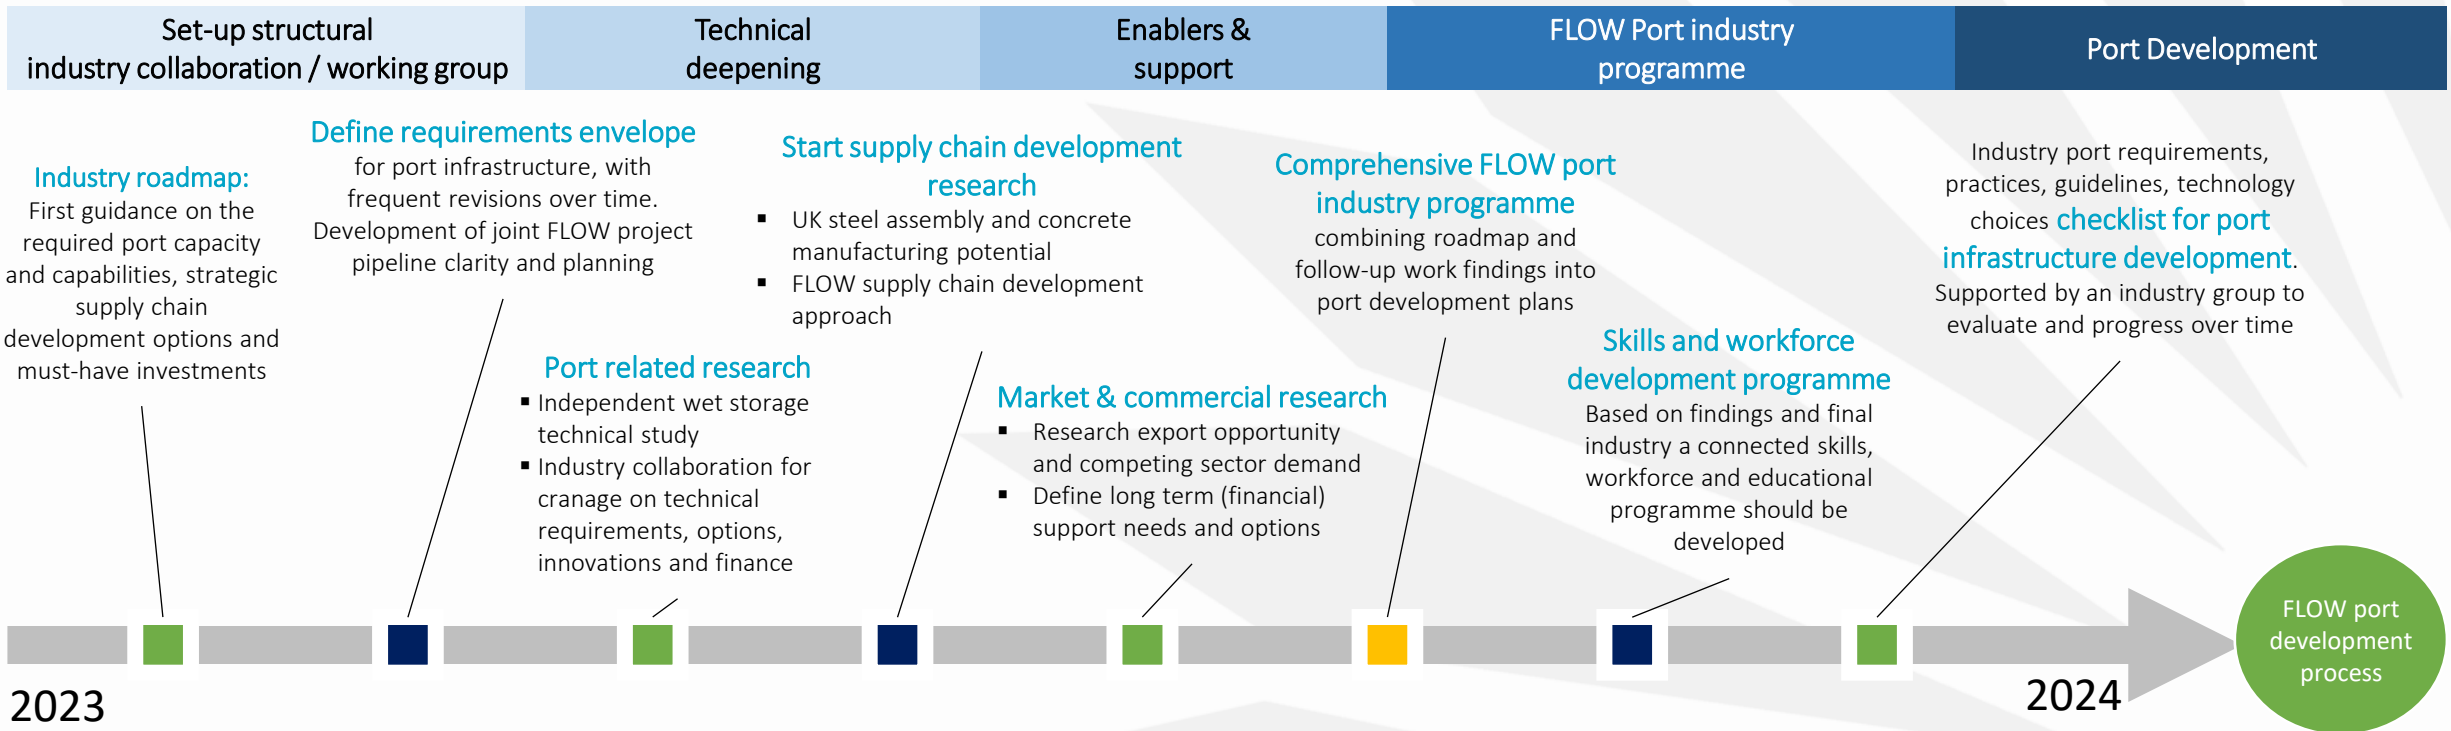 Set-up structural
industry collaboration / working group
Technical
deepening
Enablers &
support
FLOW Port industry
programme
Port Development
Industry roadmap:
First guidance on the
required port capacity
and capabilities, strategic
supply chain
development options and
must-have investments
Define requirements envelope
for port infrastructure, with
frequent revisions over time.
Development of joint FLOW project
pipeline clarity and planning
Port related research
▪ Independent wet storage
technical study
▪ Industry collaboration for
cranage on technical
requirements, options,
innovations and finance
Start supply chain development
research
▪ UK steel assembly and concrete
manufacturing potential
▪ FLOW supply chain development
approach
Market & commercial research
▪ Research export opportunity
and competing sector demand
▪ Define long term (financial)
support needs and options
Comprehensive FLOW port
industry programme
combining roadmap and
follow-up work findings into
port development plans
Skills and workforce
development programme
Based on findings and final
industry a connected skills,
workforce and educational
programme should be
developed
Industry port requirements,
practices, guidelines, technology
choices checklist for port
infrastructure development.
Supported by an industry group to
evaluate and progress over time
2023
2024
FLOW port
development
process